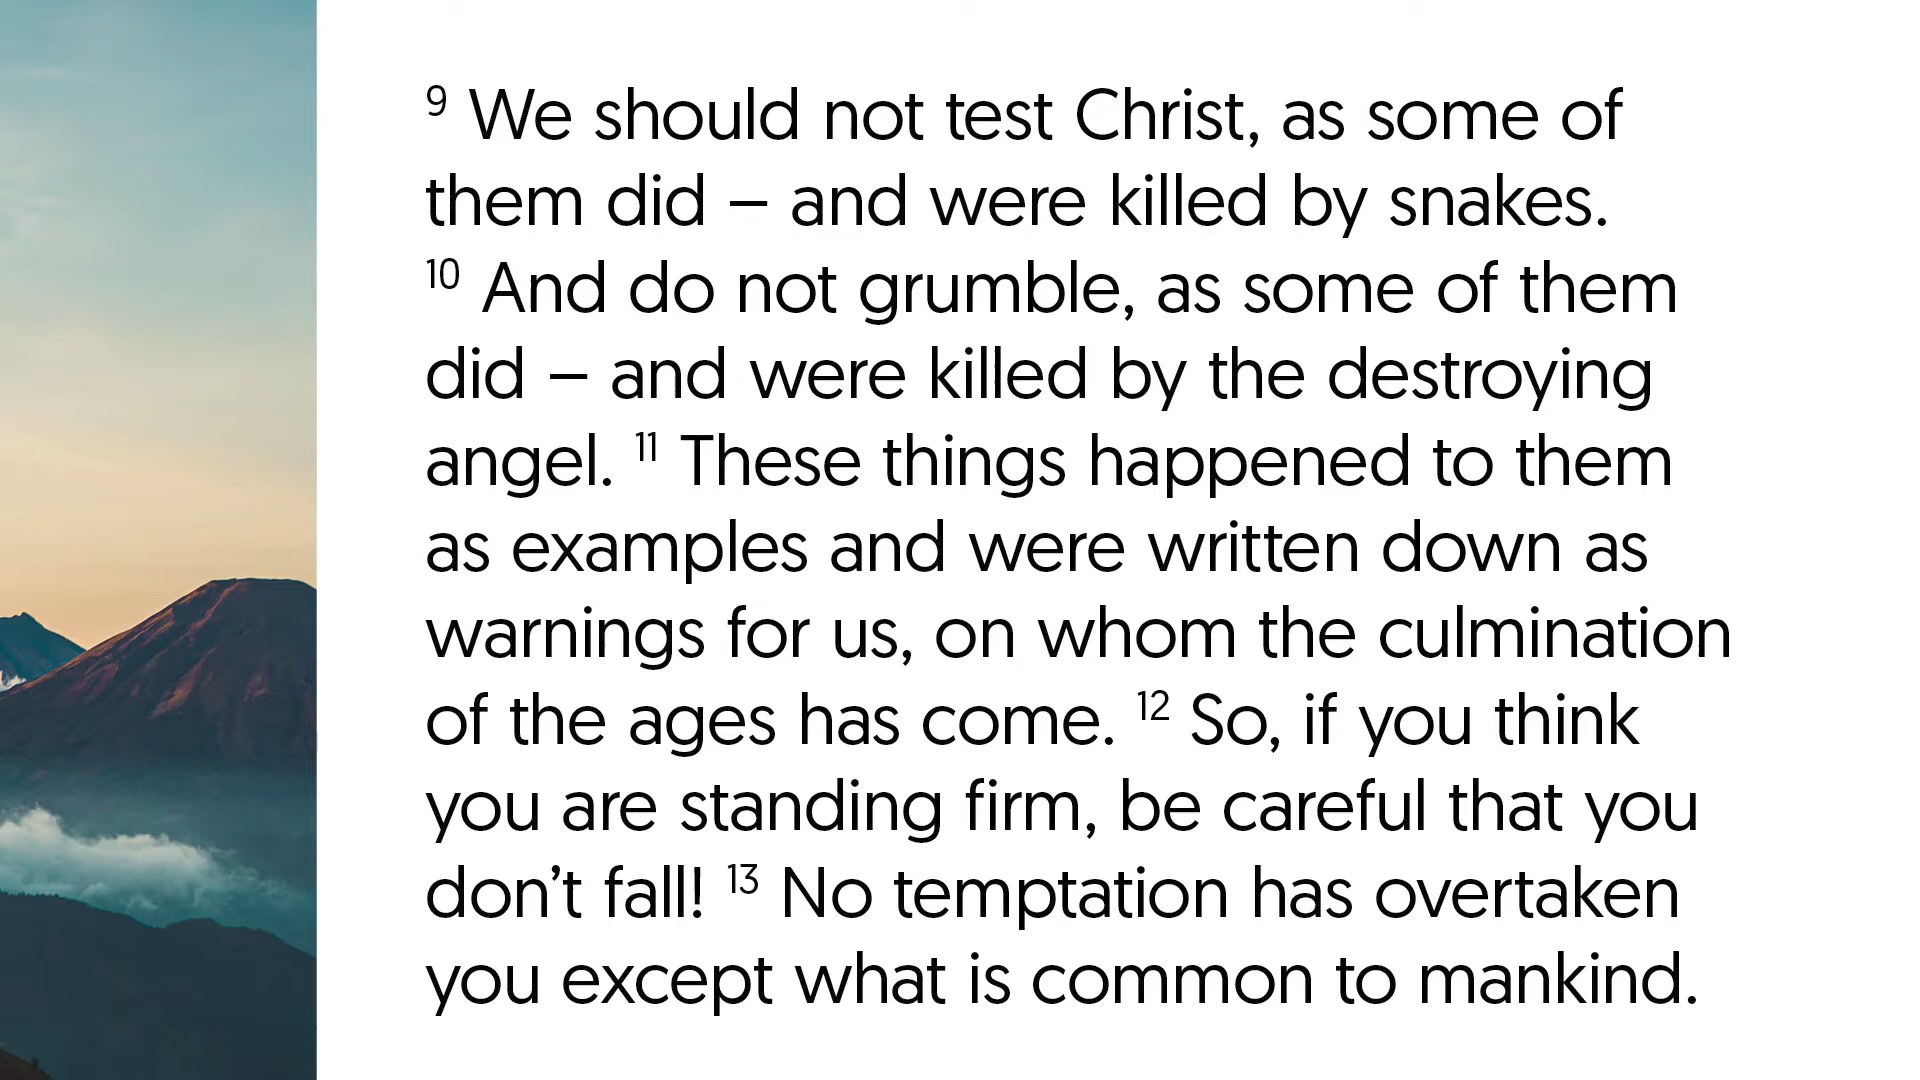 9 We should not test Christ, as some of
them did – and were killed by snakes.
10 And do not grumble, as some of them
did – and were killed by the destroying
angel. 11 These things happened to them
as examples and were written down as
warnings for us, on whom the culmination
of the ages has come. 12 So, if you think
you are standing firm, be careful that you
don’t fall! 13 No temptation has overtaken
you except what is common to mankind.